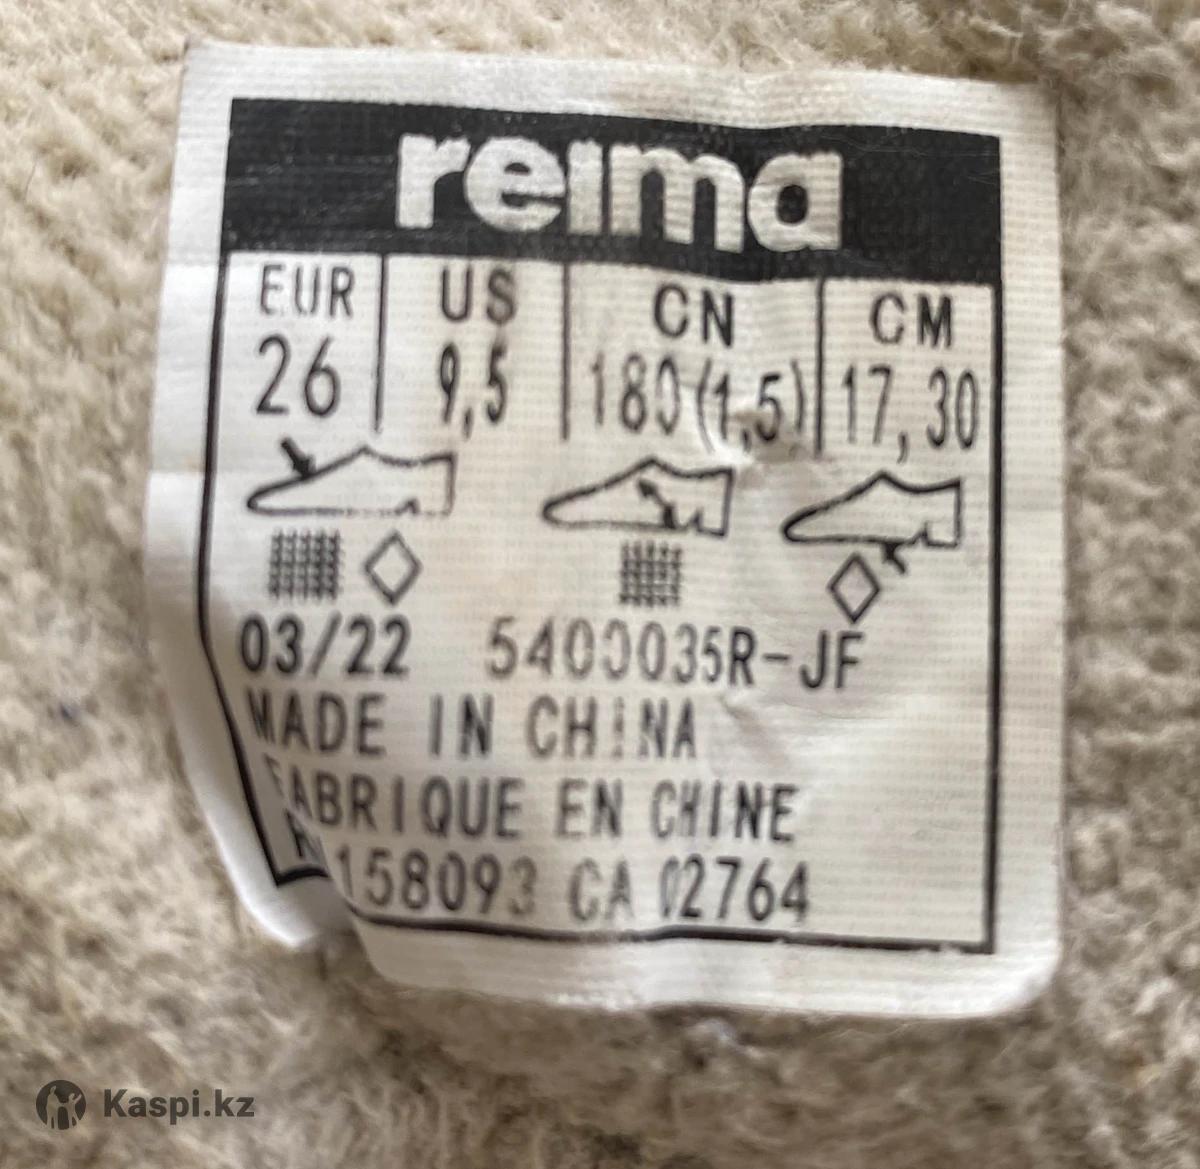 reima
EUR US CN CM
26 9,5 180(1,5) 17,30
03/22 5400035R-JF
MADE IN CHINA
FABRIQUE EN CHINE
158093 CA 02764
Kaspi.kz